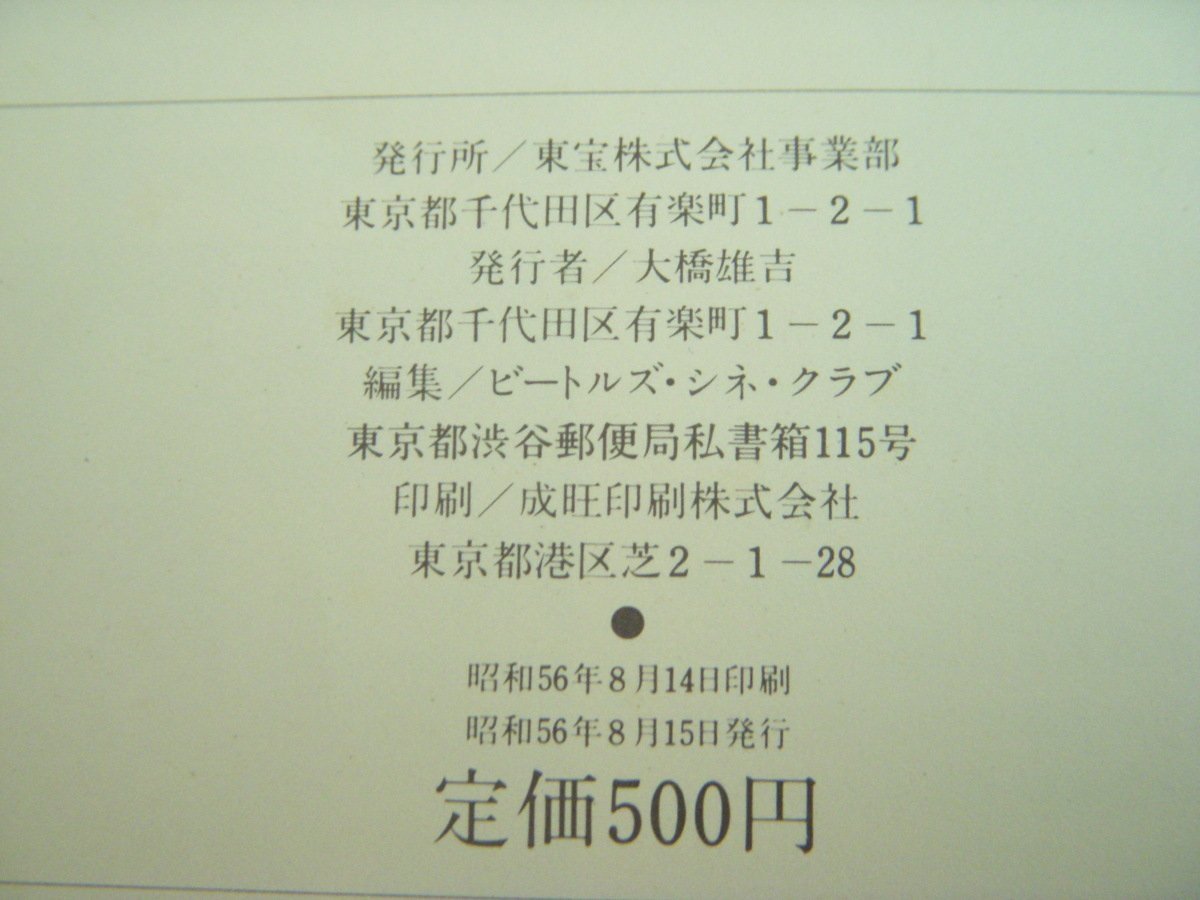 発行所／東宝株式会社事業部
東京都千代田区有楽町1－2－1
発行者／大橋雄吉
東京都千代田区有楽町1－2－1
編集／ビートルズ・シネ・クラブ
東京都渋谷郵便局私書箱115号
印刷／成旺印刷株式会社
東京都港区芝2－1－28
●
昭和56年8月14日印刷
昭和56年8月15日発行
定価500円